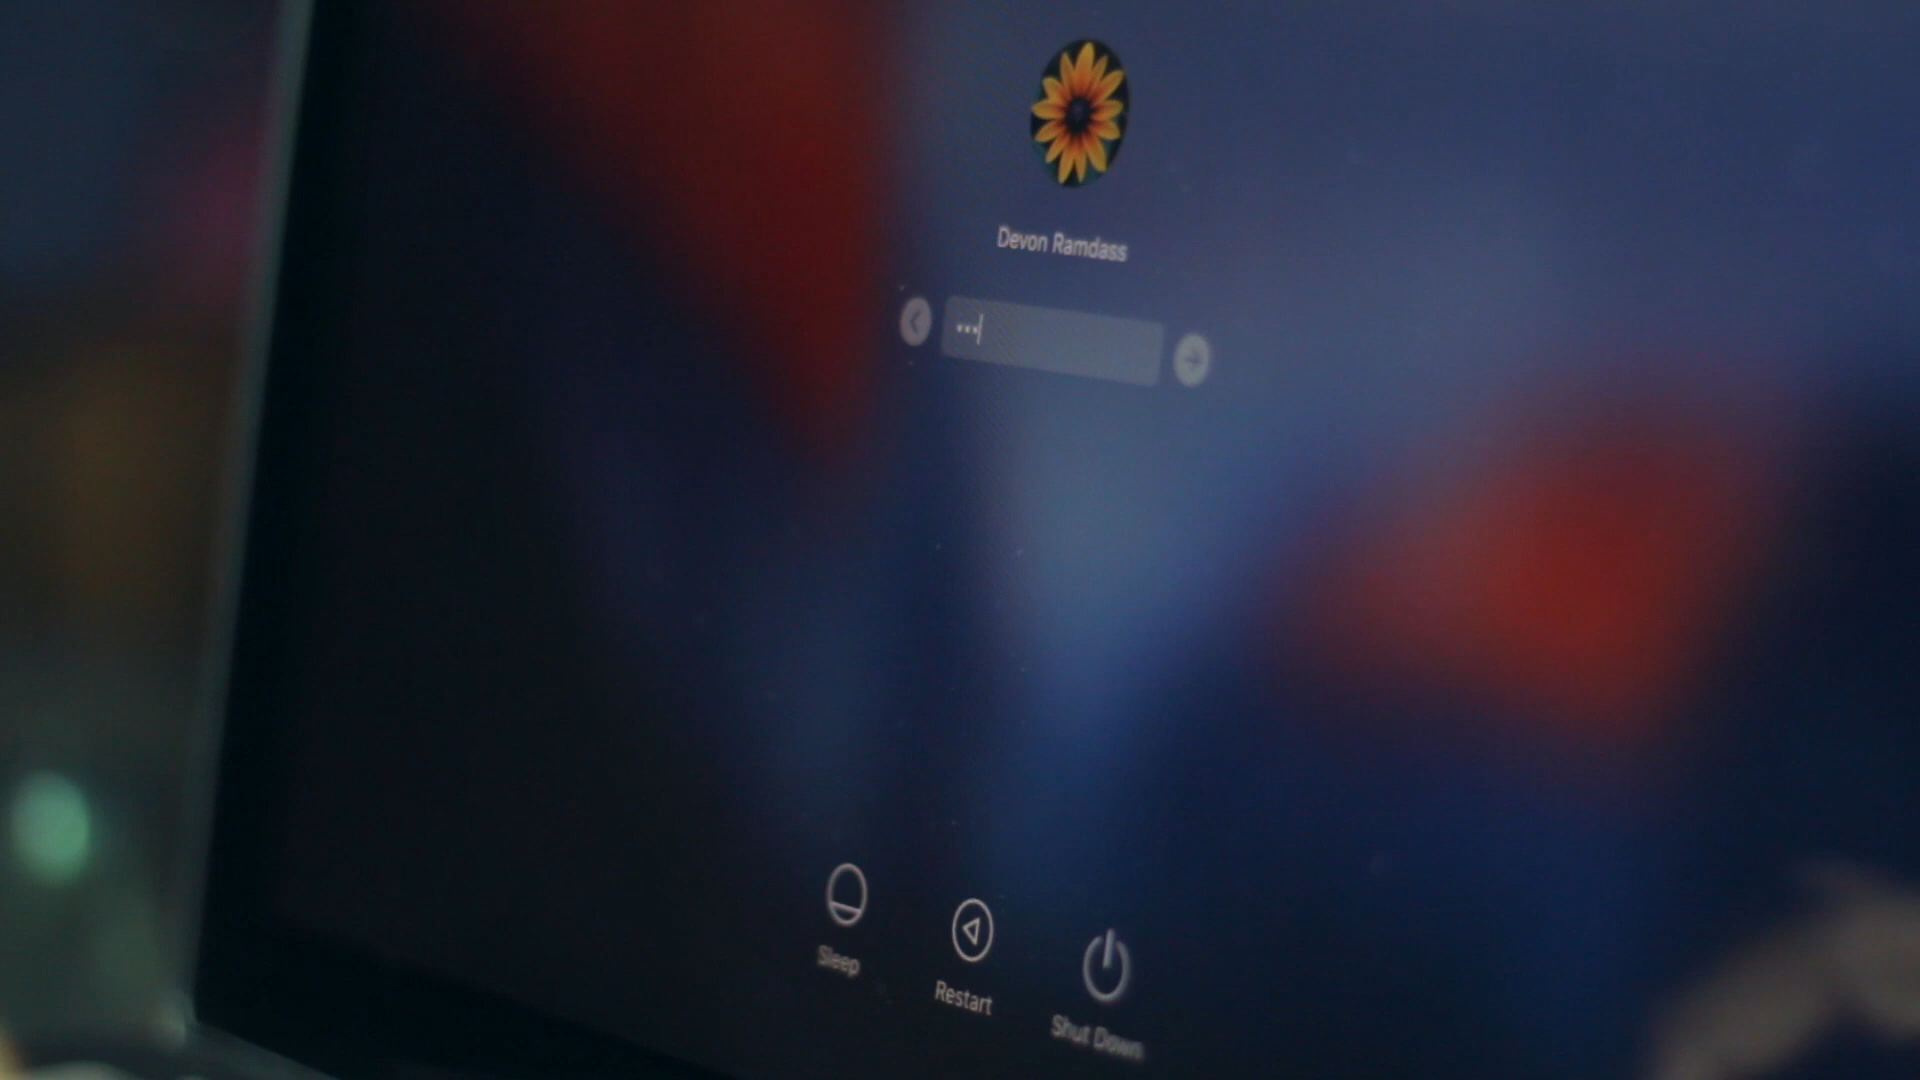 Devon Ramdass
•••
Sleep
Restart
Shut Down